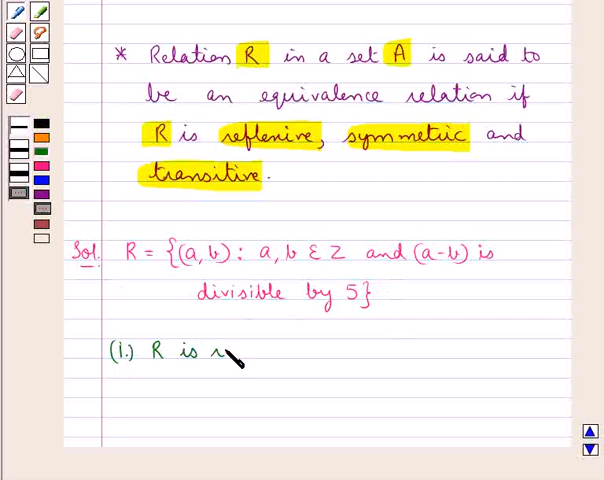 * Relation R in a set A is said to
be an equivalence relation if
R is reflexive, symmetric and
transitive.
Sol. R = {(a, b) : a, b ε Z and (a-b) is
divisible by 5}
(i.) R is r